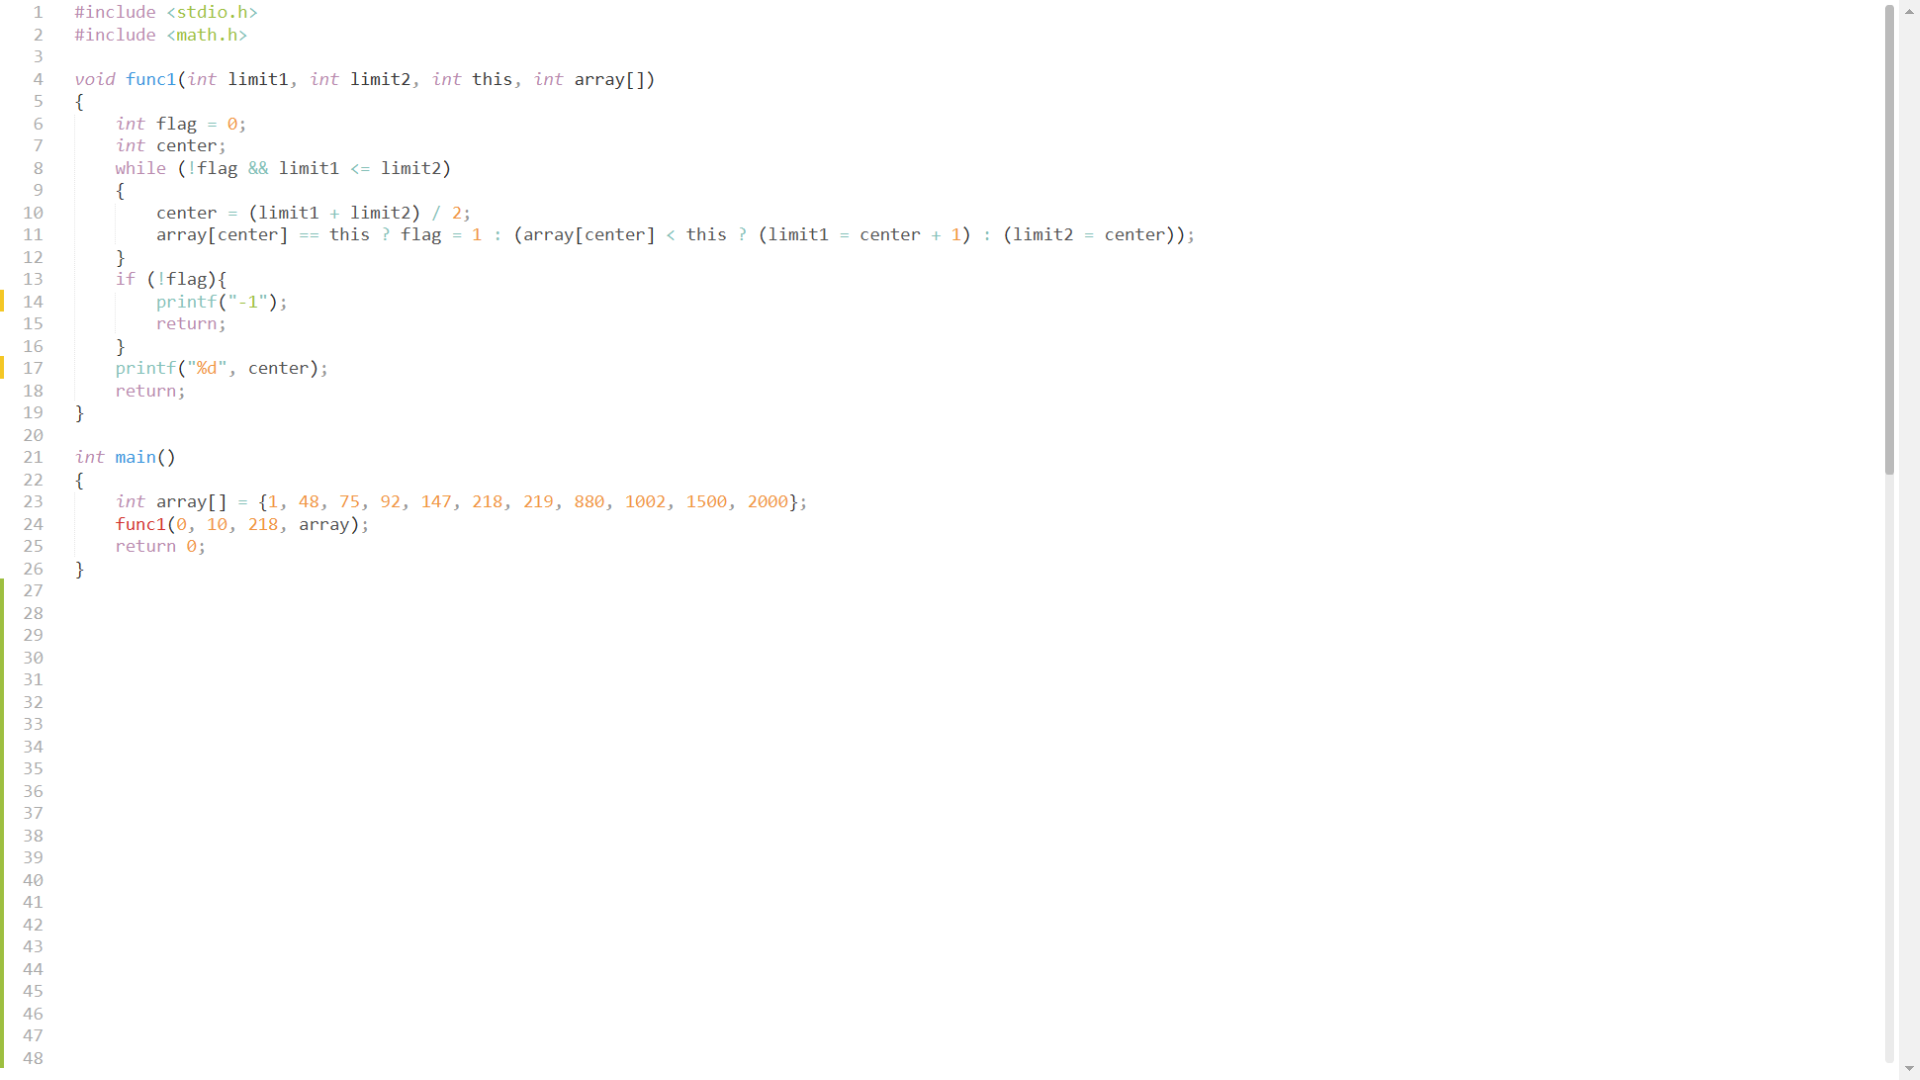 1 #include <stdio.h>
2 #include <math.h>
3
4 void func1(int limit1, int limit2, int this, int array[])
5 {
6     int flag = 0;
7     int center;
8     while (!flag && limit1 <= limit2)
9     {
10         center = (limit1 + limit2) / 2;
11         array[center] == this ? flag = 1 : (array[center] < this ? (limit1 = center + 1) : (limit2 = center));
12     }
13     if (!flag){
14         printf("-1");
15         return;
16     }
17     printf("%d", center);
18     return;
19 }
20
21 int main()
22 {
23     int array[] = {1, 48, 75, 92, 147, 218, 219, 880, 1002, 1500, 2000};
24     func1(0, 10, 218, array);
25     return 0;
26 }
27
28
29
30
31
32
33
34
35
36
37
38
39
40
41
42
43
44
45
46
47
48